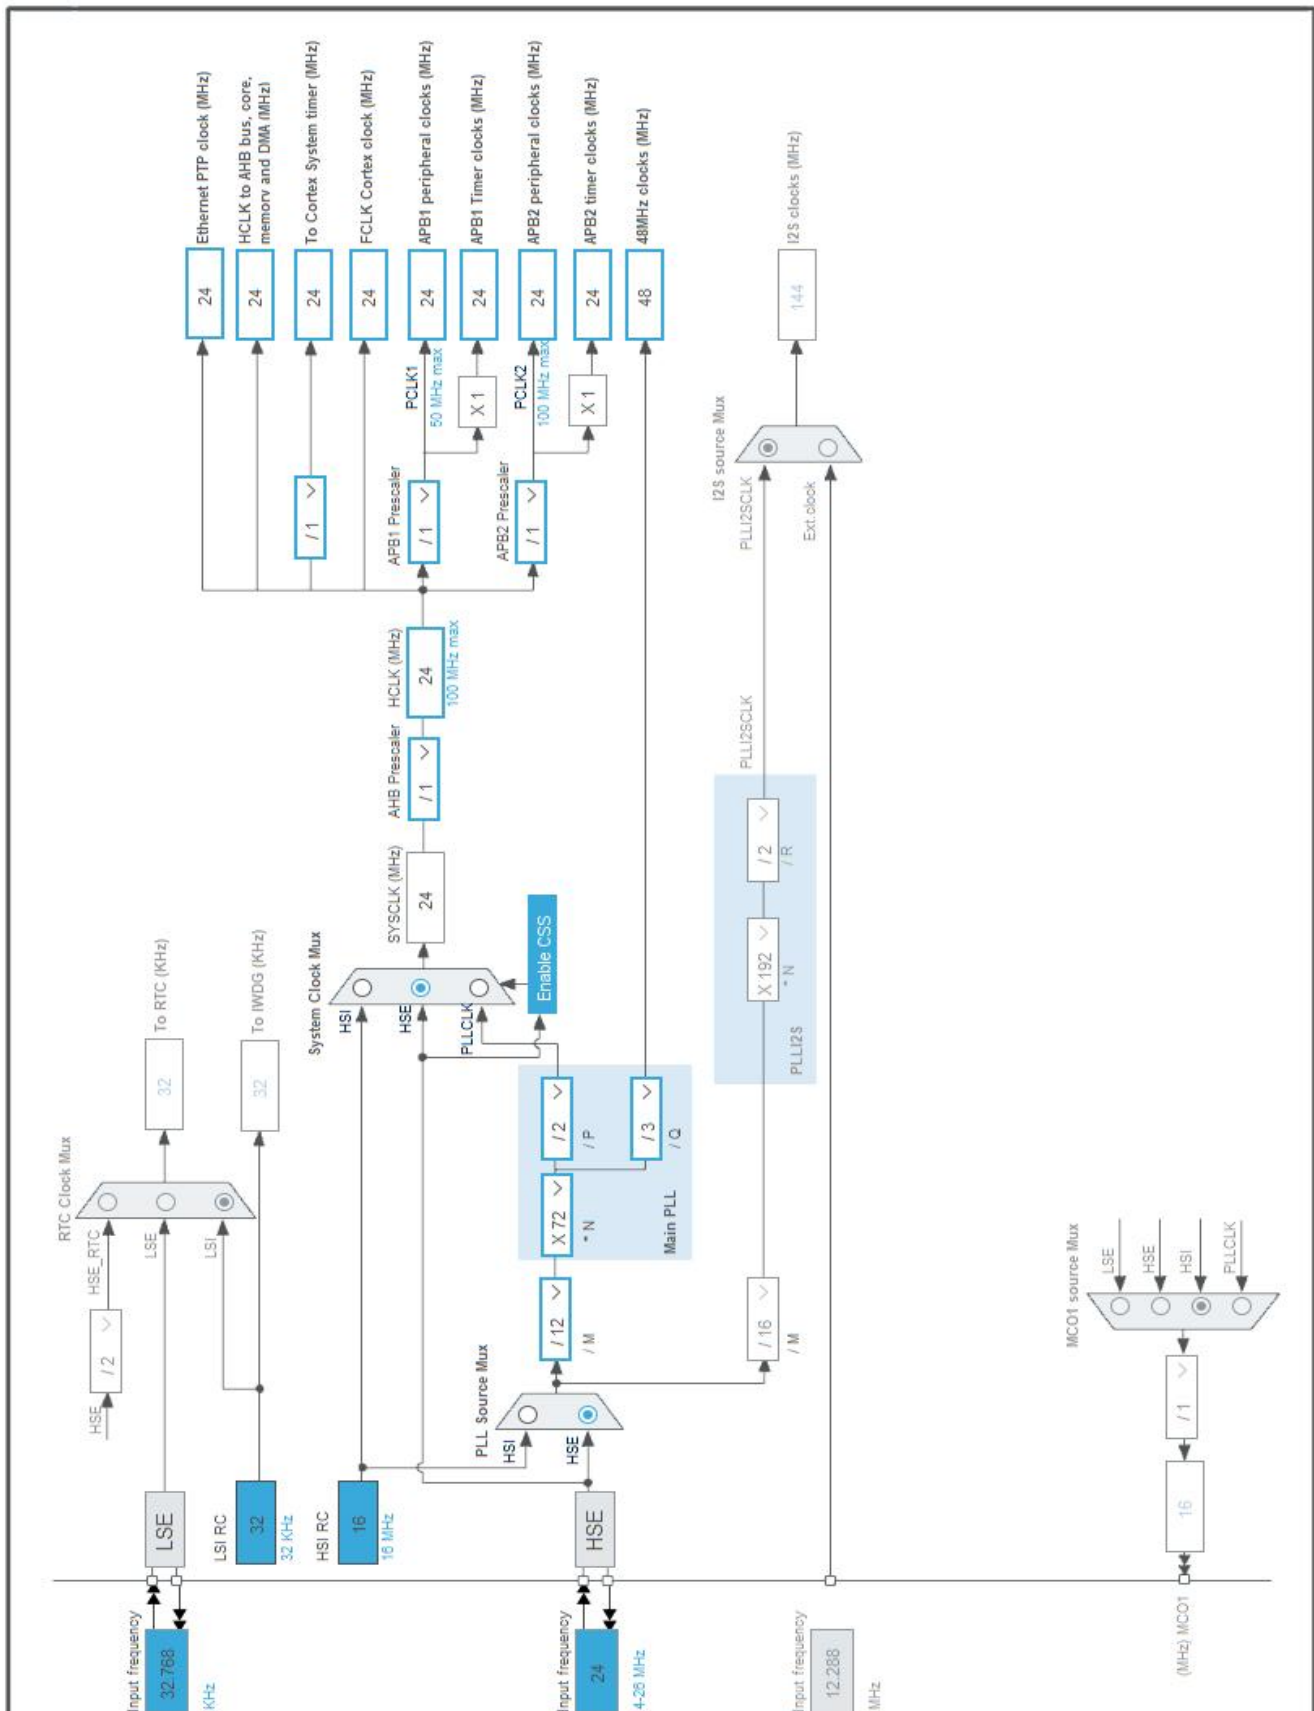 Input frequency
32.768
KHz
LSE
HSE
/ 2
HSE_RTC
LSE
LSI
RTC Clock Mux
32
To RTC (KHz)
LSI RC
32
32 KHz
32
To IWDG (KHz)
HSI RC
16
16 MHz
System Clock Mux
HSI
HSE
PLLCLK
Enable CSS
SYSCLK (MHz)
24
AHB Prescaler
/ 1
HCLK (MHz)
24
100 MHz max
/ 1
APB1 Prescaler
/ 1
PCLK1
50 MHz max
X 1
APB2 Prescaler
/ 1
PCLK2
100 MHz max
X 1
24
Ethernet PTP clock (MHz)
24
HCLK to AHB bus, core,
memory and DMA (MHz)
24
To Cortex System timer (MHz)
24
FCLK Cortex clock (MHz)
24
APB1 peripheral clocks (MHz)
24
APB1 Timer clocks (MHz)
24
APB2 peripheral clocks (MHz)
24
APB2 timer clocks (MHz)
48
48MHz clocks (MHz)
Input frequency
24
4-26 MHz
HSE
PLL Source Mux
HSI
HSE
/ 12
/ M
X 72
* N
/ 2
/ P
/ 3
/ Q
Main PLL
/ 16
/ M
X 192
* N
/ 2
/ R
PLLI2S
PLLI2SCLK
PLLI2SCLK
Ext.clock
I2S source Mux
144
I2S clocks (MHz)
Input frequency
12.288
MHz
(MHz) MCO1
16
/ 1
MCO1 source Mux
LSE
HSE
HSI
PLLCLK